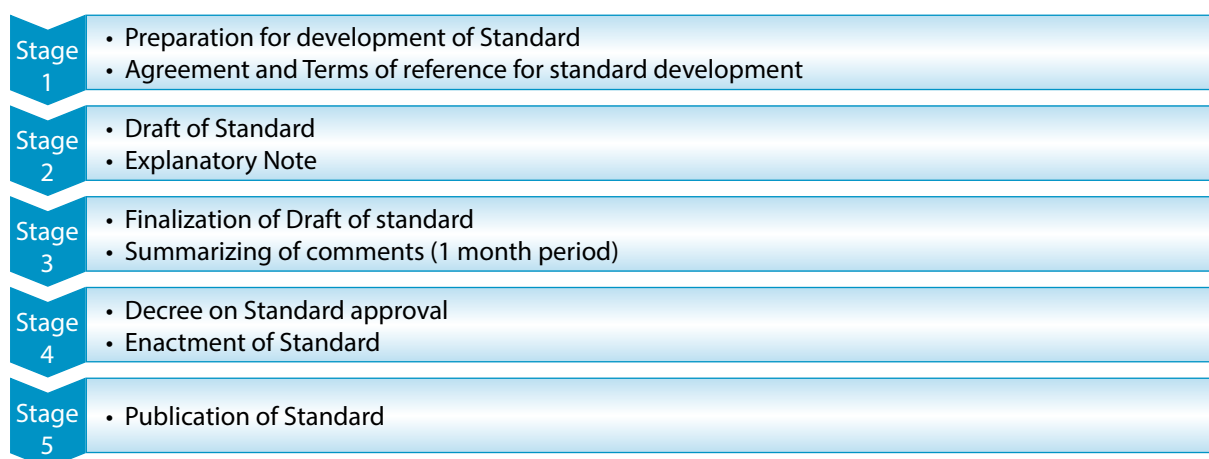 Stage
1
• Preparation for development of Standard
• Agreement and Terms of reference for standard development
Stage
2
• Draft of Standard
• Explanatory Note
Stage
3
• Finalization of Draft of standard
• Summarizing of comments (1 month period)
Stage
4
• Decree on Standard approval
• Enactment of Standard
Stage
5
• Publication of Standard